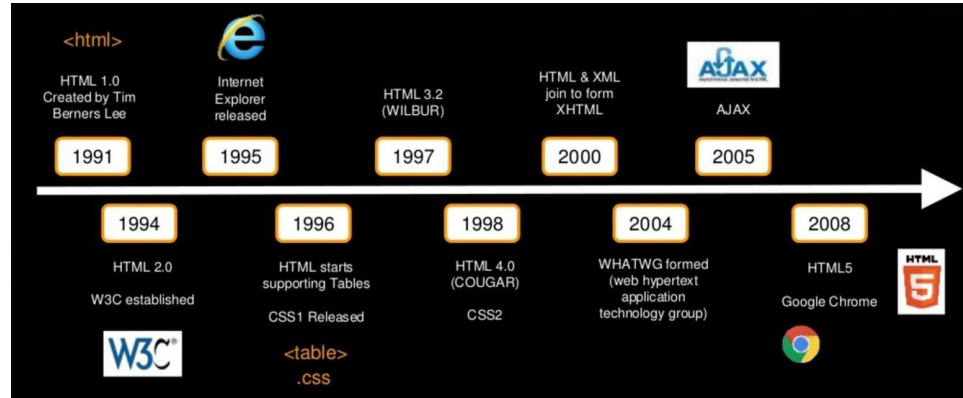 <html>
HTML 1.0
Created by Tim
Berners Lee
1991
Internet
Explorer
released
1995
HTML 3.2
(WILBUR)
1997
HTML & XML
join to form
XHTML
2000
AJAX
AJAX
2005
1994
HTML 2.0
W3C established
W3C®
1996
HTML starts
supporting Tables
CSS1 Released
<table>
.css
1998
HTML 4.0
(COUGAR)
CSS2
2004
WHATWG formed
(web hypertext
application
technology group)
2008
HTML5
Google Chrome
HTML
5